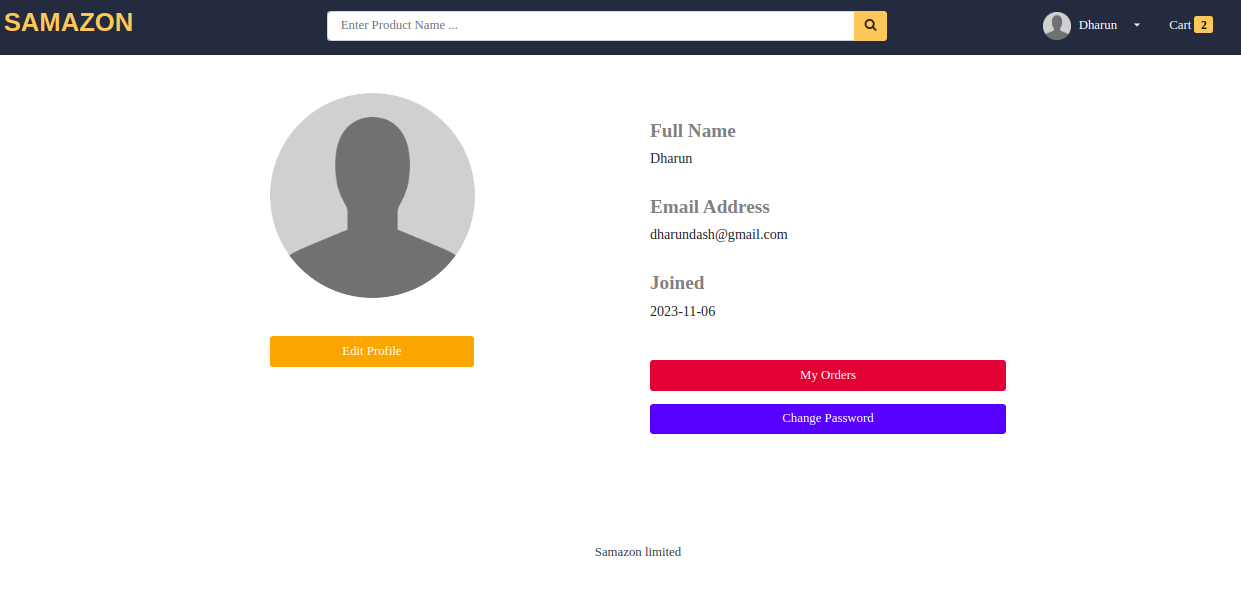 SAMAZON
Enter Product Name ...
Dharun
Cart 2
Full Name
Dharun
Email Address
dharundash@gmail.com
Joined
2023-11-06
Edit Profile
My Orders
Change Password
Samazon limited